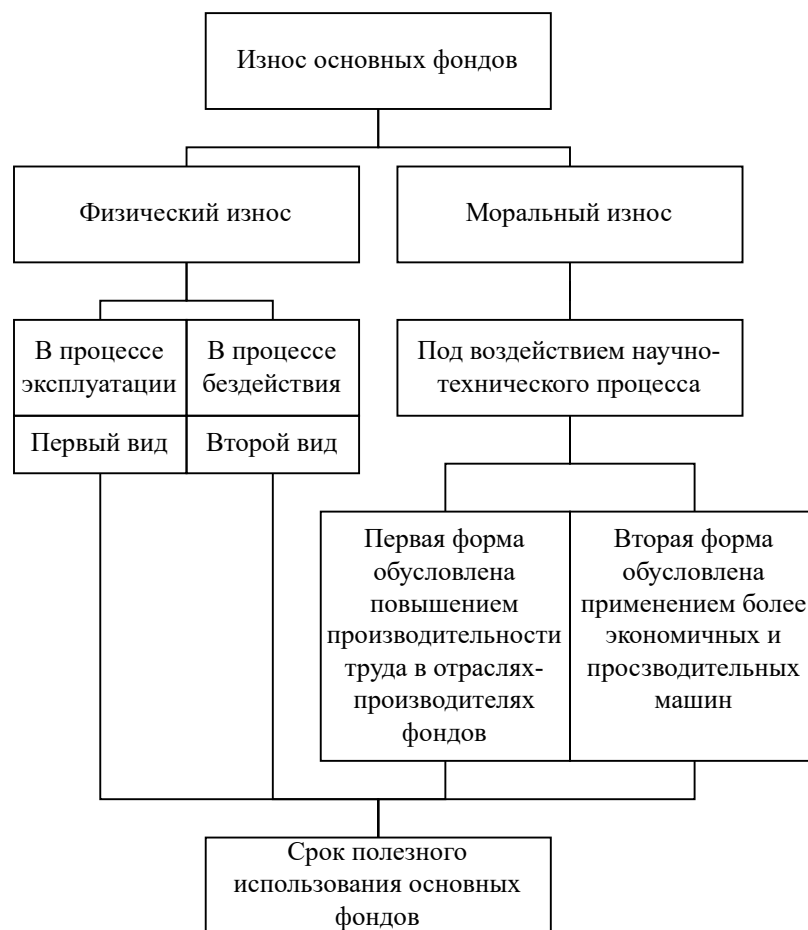 Износ основных фондов
Физический износ
Моральный износ
В процессе
эксплуатации
В процессе
бездействия
Под воздействием научно-
технического процесса
Первый вид
Второй вид
Первая форма
обусловлена
повышением
производительности
труда в отраслях-
производителях
фондов
Вторая форма
обусловлена
применением более
экономичных и
просзводительных
машин
Срок полезного
использования основных
фондов